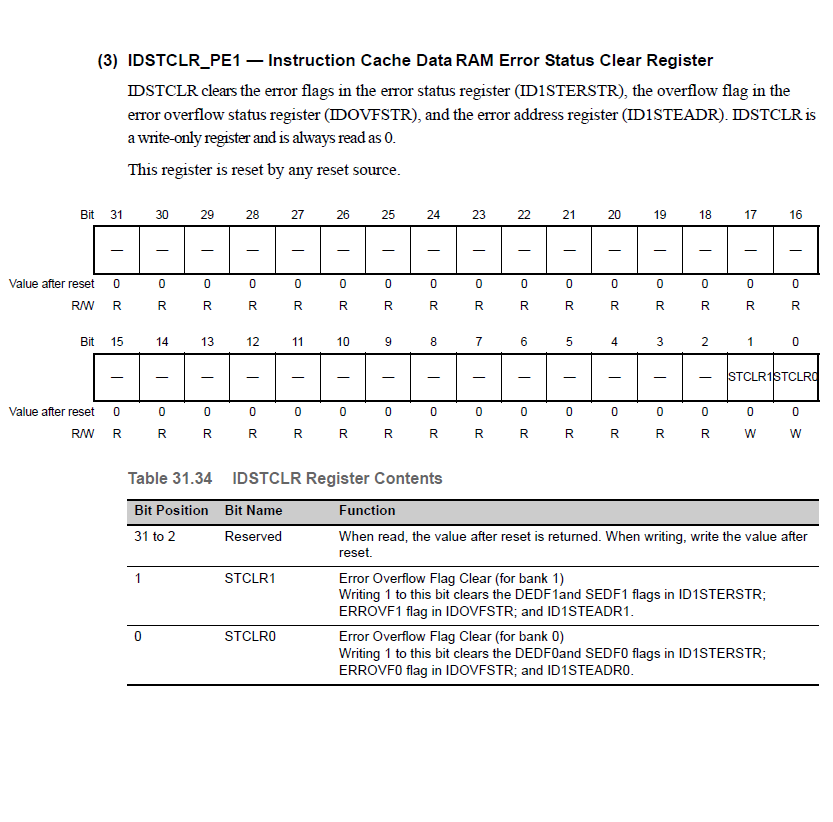 (3) IDSTCLR_PE1 — Instruction Cache Data RAM Error Status Clear Register
IDSTCLR clears the error flags in the error status register (ID1STERSTR), the overflow flag in the
error overflow status register (IDOVFSTR), and the error address register (ID1STEADR). IDSTCLR is
a write-only register and is always read as 0.
This register is reset by any reset source.
Bit 31 30 29 28 27 26 25 24 23 22 21 20 19 18 17 16
— — — — — — — — — — — — — — — —
Value after reset 0 0 0 0 0 0 0 0 0 0 0 0 0 0 0 0
R/W R R R R R R R R R R R R R R R R
Bit 15 14 13 12 11 10 9 8 7 6 5 4 3 2 1 0
— — — — — — — — — — — — — — STCLR1 STCLR0
Value after reset 0 0 0 0 0 0 0 0 0 0 0 0 0 0 0 0
R/W R R R R R R R R R R R R R R W W
Table 31.34 IDSTCLR Register Contents
Bit Position Bit Name Function
31 to 2 Reserved When read, the value after reset is returned. When writing, write the value after
reset.
1 STCLR1 Error Overflow Flag Clear (for bank 1)
Writing 1 to this bit clears the DEDF1and SEDF1 flags in ID1STERSTR;
ERROVF1 flag in IDOVFSTR; and ID1STEADR1.
0 STCLR0 Error Overflow Flag Clear (for bank 0)
Writing 1 to this bit clears the DEDF0and SEDF0 flags in ID1STERSTR;
ERROVF0 flag in IDOVFSTR; and ID1STEADR0.